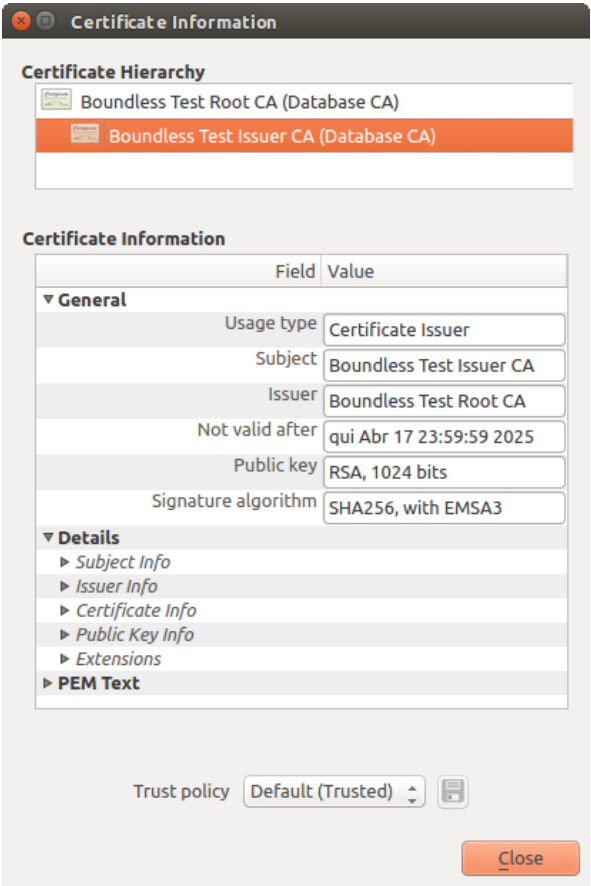 Certificate Information
Certificate Hierarchy
Boundless Test Root CA (Database CA)
Boundless Test Issuer CA (Database CA)
Certificate Information
Field Value
General
Usage type Certificate Issuer
Subject Boundless Test Issuer CA
Issuer Boundless Test Root CA
Not valid after qui Abr 17 23:59:59 2025
Public key RSA, 1024 bits
Signature algorithm SHA256, with EMSA3
Details
Subject Info
Issuer Info
Certificate Info
Public Key Info
Extensions
PEM Text
Trust policy Default (Trusted)
Close